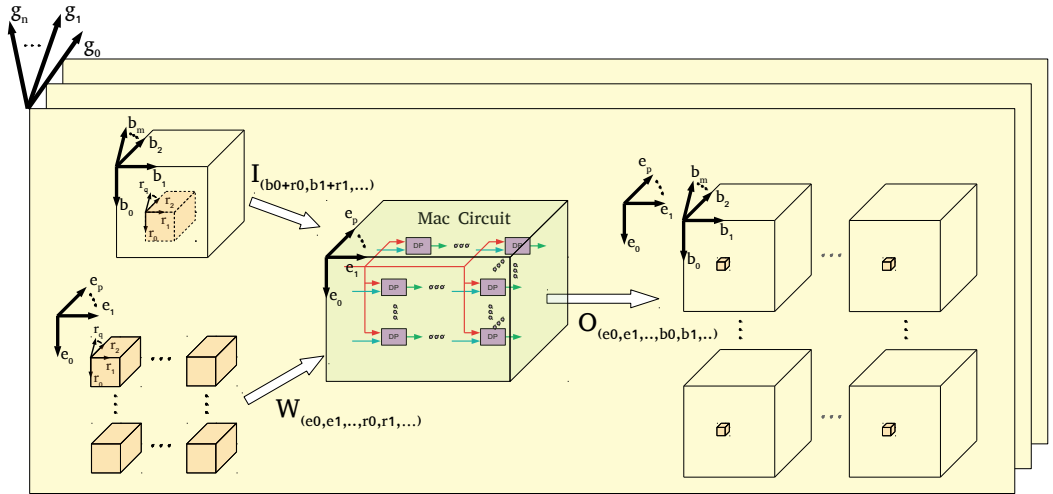 gn ... g1
g0
bm
b2
b1
b0
rq
r2
r1
r0
I(b0+r0,b1+r1,...)
ep
e1
e0
rq
r2
r1
r0
W(e0,e1,..,r0,r1,...)
Mac Circuit
ep
e1
e0
DP
DP
DP
DP
DP
DP
O(e0,e1,..,b0,b1,..)
ep
e1
e0
bm
b2
b1
b0